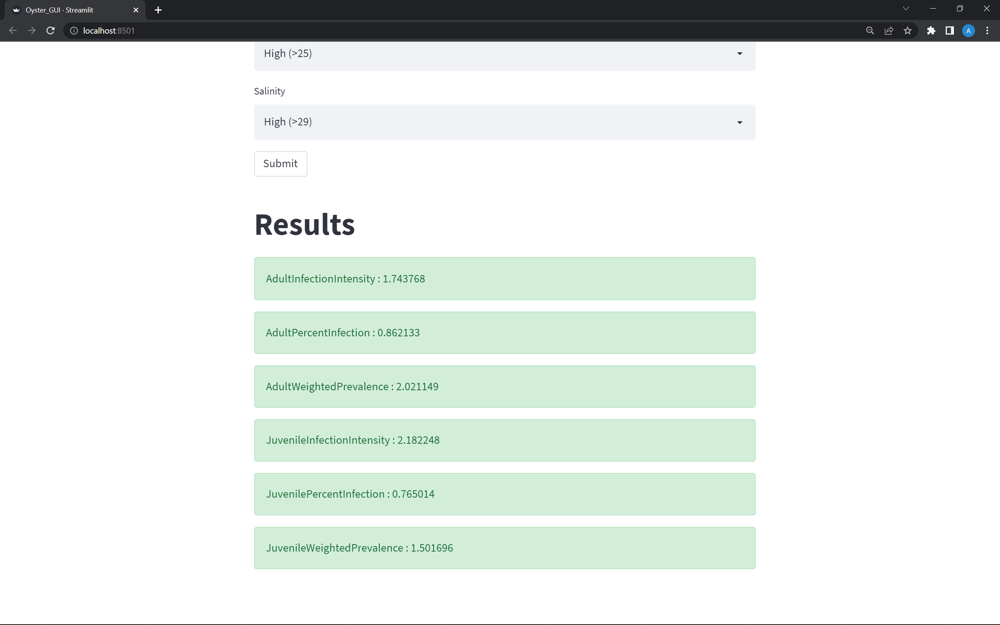 Oyster_GUI · Streamlit
localhost:8501
A
High (>25)
Salinity
High (>29)
Submit
Results
AdultInfectionIntensity : 1.743768
AdultPercentInfection : 0.862133
AdultWeightedPrevalence : 2.021149
JuvenileInfectionIntensity : 2.182248
JuvenilePercentInfection : 0.765014
JuvenileWeightedPrevalence : 1.501696